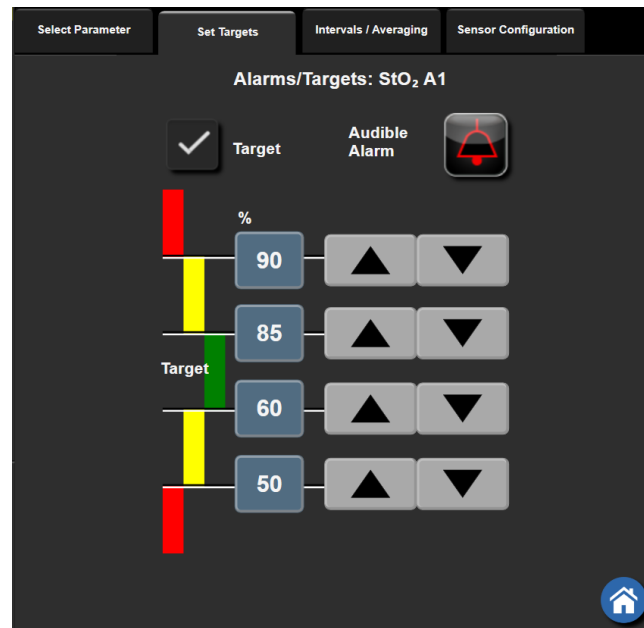 Select Parameter
Set Targets
Intervals / Averaging
Sensor Configuration
Alarms/Targets: StO₂ A1
Target
Audible
Alarm
%
90
85
Target
60
50